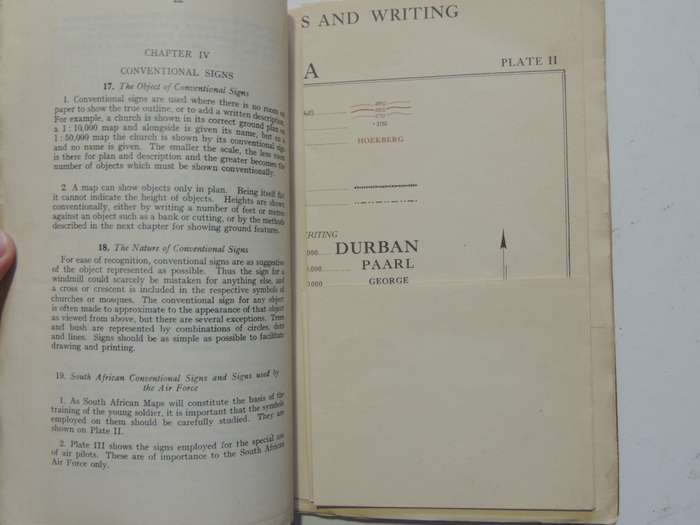 CHAPTER IV
CONVENTIONAL SIGNS
17. The Object of Conventional Signs
1. Conventional signs are used where there is no room on
paper to show the true outline, or to add a written description.
For example, a church is shown in its correct ground plan on
a 1 : 10,000 map and alongside is given its name, but on a
1 : 50,000 map the church is shown by its conventional sign
and no name is given. The smaller the scale, the less room
is there for plan and description and the greater becomes the
number of objects which must be shown conventionally.
2. A map can show objects only in plan. Being itself flat
it cannot indicate the height of objects. Heights are shown
conventionally, either by writing a number of feet or metres
against an object such as a bank or cutting, or by the methods
described in the next chapter for showing ground features.
18. The Nature of Conventional Signs
For ease of recognition, conventional signs are as suggestive
of the object represented as possible. Thus the sign for a
windmill could scarcely be mistaken for anything else, and
a cross or crescent is included in the respective symbols of
churches or mosques. The conventional sign for any object
is often made to approximate to the appearance of that object
as viewed from above, but there are several exceptions. Trees
and bush are represented by combinations of circles, dots
and lines. Signs should be as simple as possible to facilitate
drawing and printing.
19. South African Conventional Signs and Signs used by
the Air Force
1. As South African Maps will constitute the basis of the
training of the young soldier, it is important that the symbols
employed on them should be carefully studied. They are
shown on Plate II.
2. Plate III shows the signs employed for the special use
of air pilots. These are of importance to the South African
Air Force only.
S AND WRITING
A
PLATE II
HOEKBERG
RITING
,000
DURBAN
,000
PAARL
,000
GEORGE